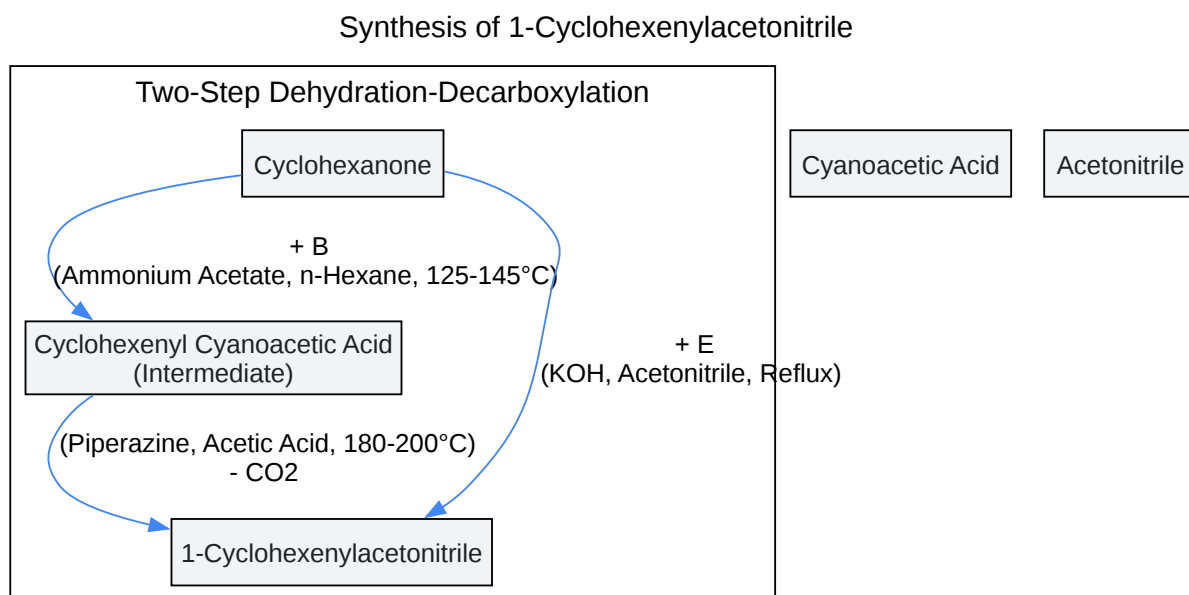 Synthesis of 1-Cyclohexenylacetonitrile
Two-Step Dehydration-Decarboxylation
Cyclohexanone
Cyanoacetic Acid
Acetonitrile
+ B
(Ammonium Acetate, n-Hexane, 125-145°C)
Cyclohexenyl Cyanoacetic Acid
(Intermediate)
+ E
(KOH, Acetonitrile, Reflux)
(Piperazine, Acetic Acid, 180-200°C)
- CO2
1-Cyclohexenylacetonitrile